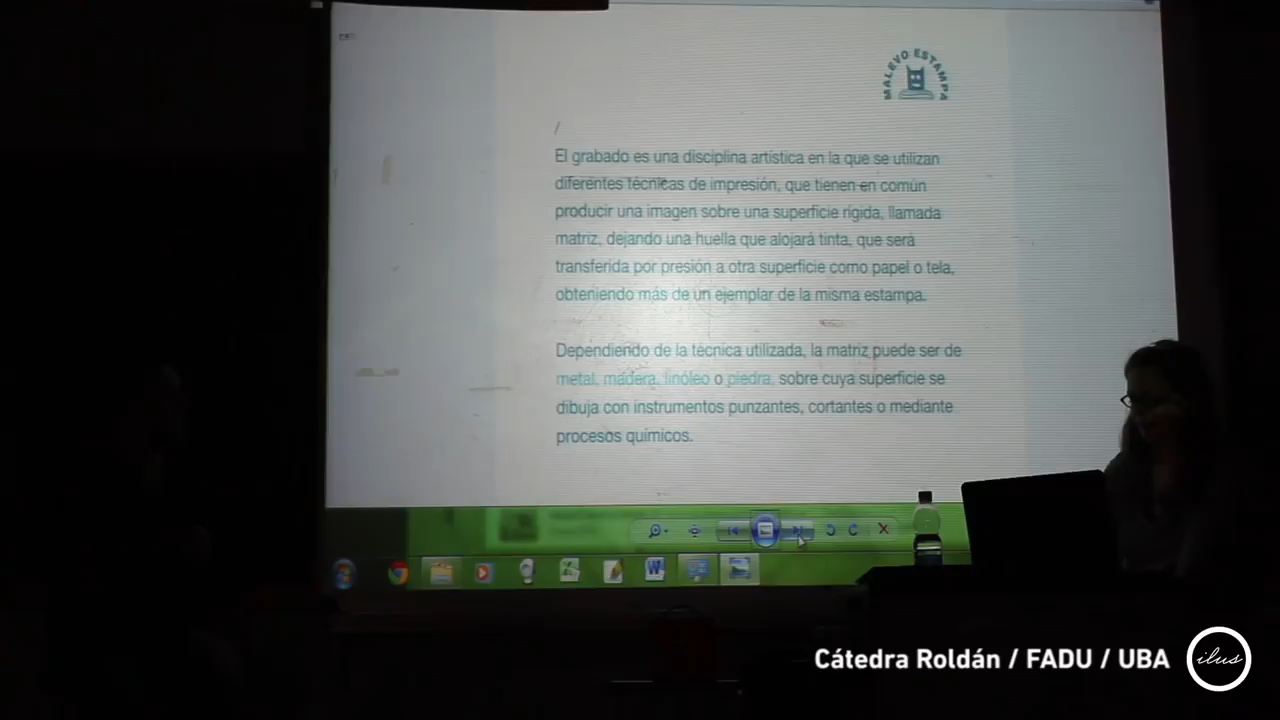 MALEVO ESTAMPA
El grabado es una disciplina artística en la que se utilizan
diferentes técnicas de impresión, que tienen en común
producir una imagen sobre una superficie rígida, llamada
matriz, dejando una huella que alojará tinta, que será
transferida por presión a otra superficie como papel o tela,
obteniendo más de un ejemplar de la misma estampa.
Dependiendo de la técnica utilizada, la matriz puede ser de
metal, madera, linóleo o piedra, sobre cuya superficie se
dibuja con instrumentos punzantes, cortantes o mediante
procesos químicos.
Cátedra Roldán / FADU / UBA
ilus